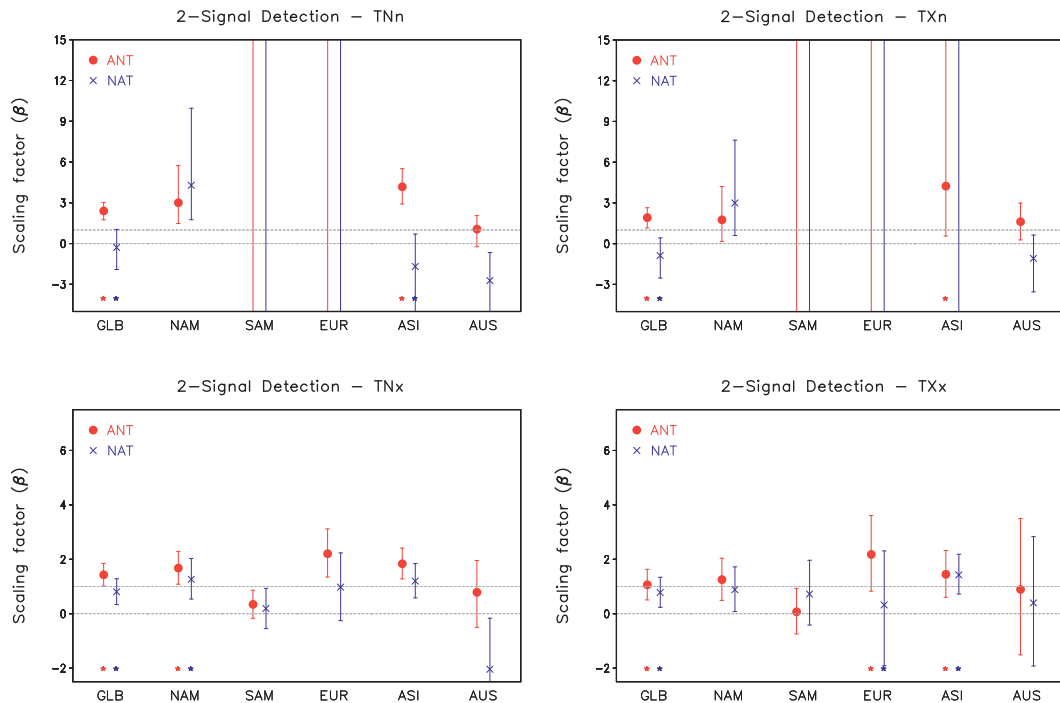 2-Signal Detection - TNn
Scaling factor (β)
15
12
9
6
3
0
-3
ANT
NAT
GLB NAM SAM EUR ASI AUS
2-Signal Detection - TXn
Scaling factor (β)
15
12
9
6
3
0
-3
ANT
NAT
GLB NAM SAM EUR ASI AUS
2-Signal Detection - TNx
Scaling factor (β)
6
4
2
0
-2
ANT
NAT
GLB NAM SAM EUR ASI AUS
2-Signal Detection - TXx
Scaling factor (β)
6
4
2
0
-2
ANT
NAT
GLB NAM SAM EUR ASI AUS